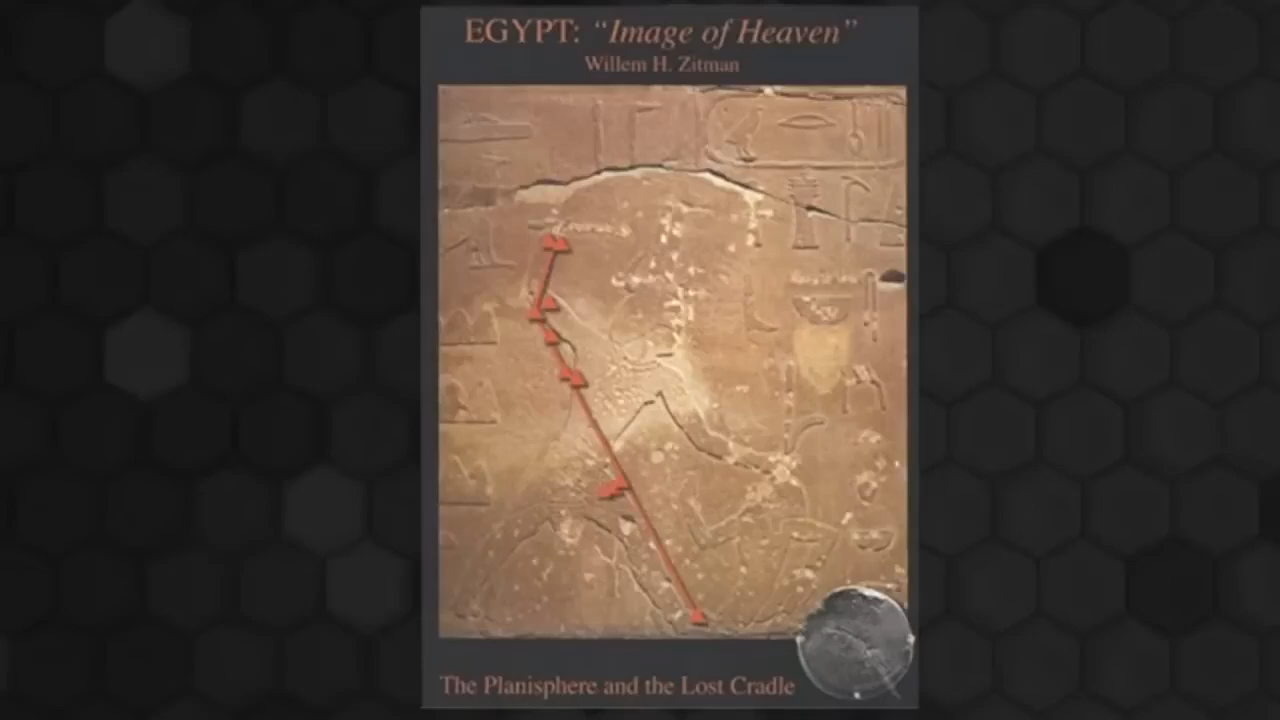 EGYPT: “Image of Heaven”
Willem H. Zitman
The Planisphere and the Lost Cradle